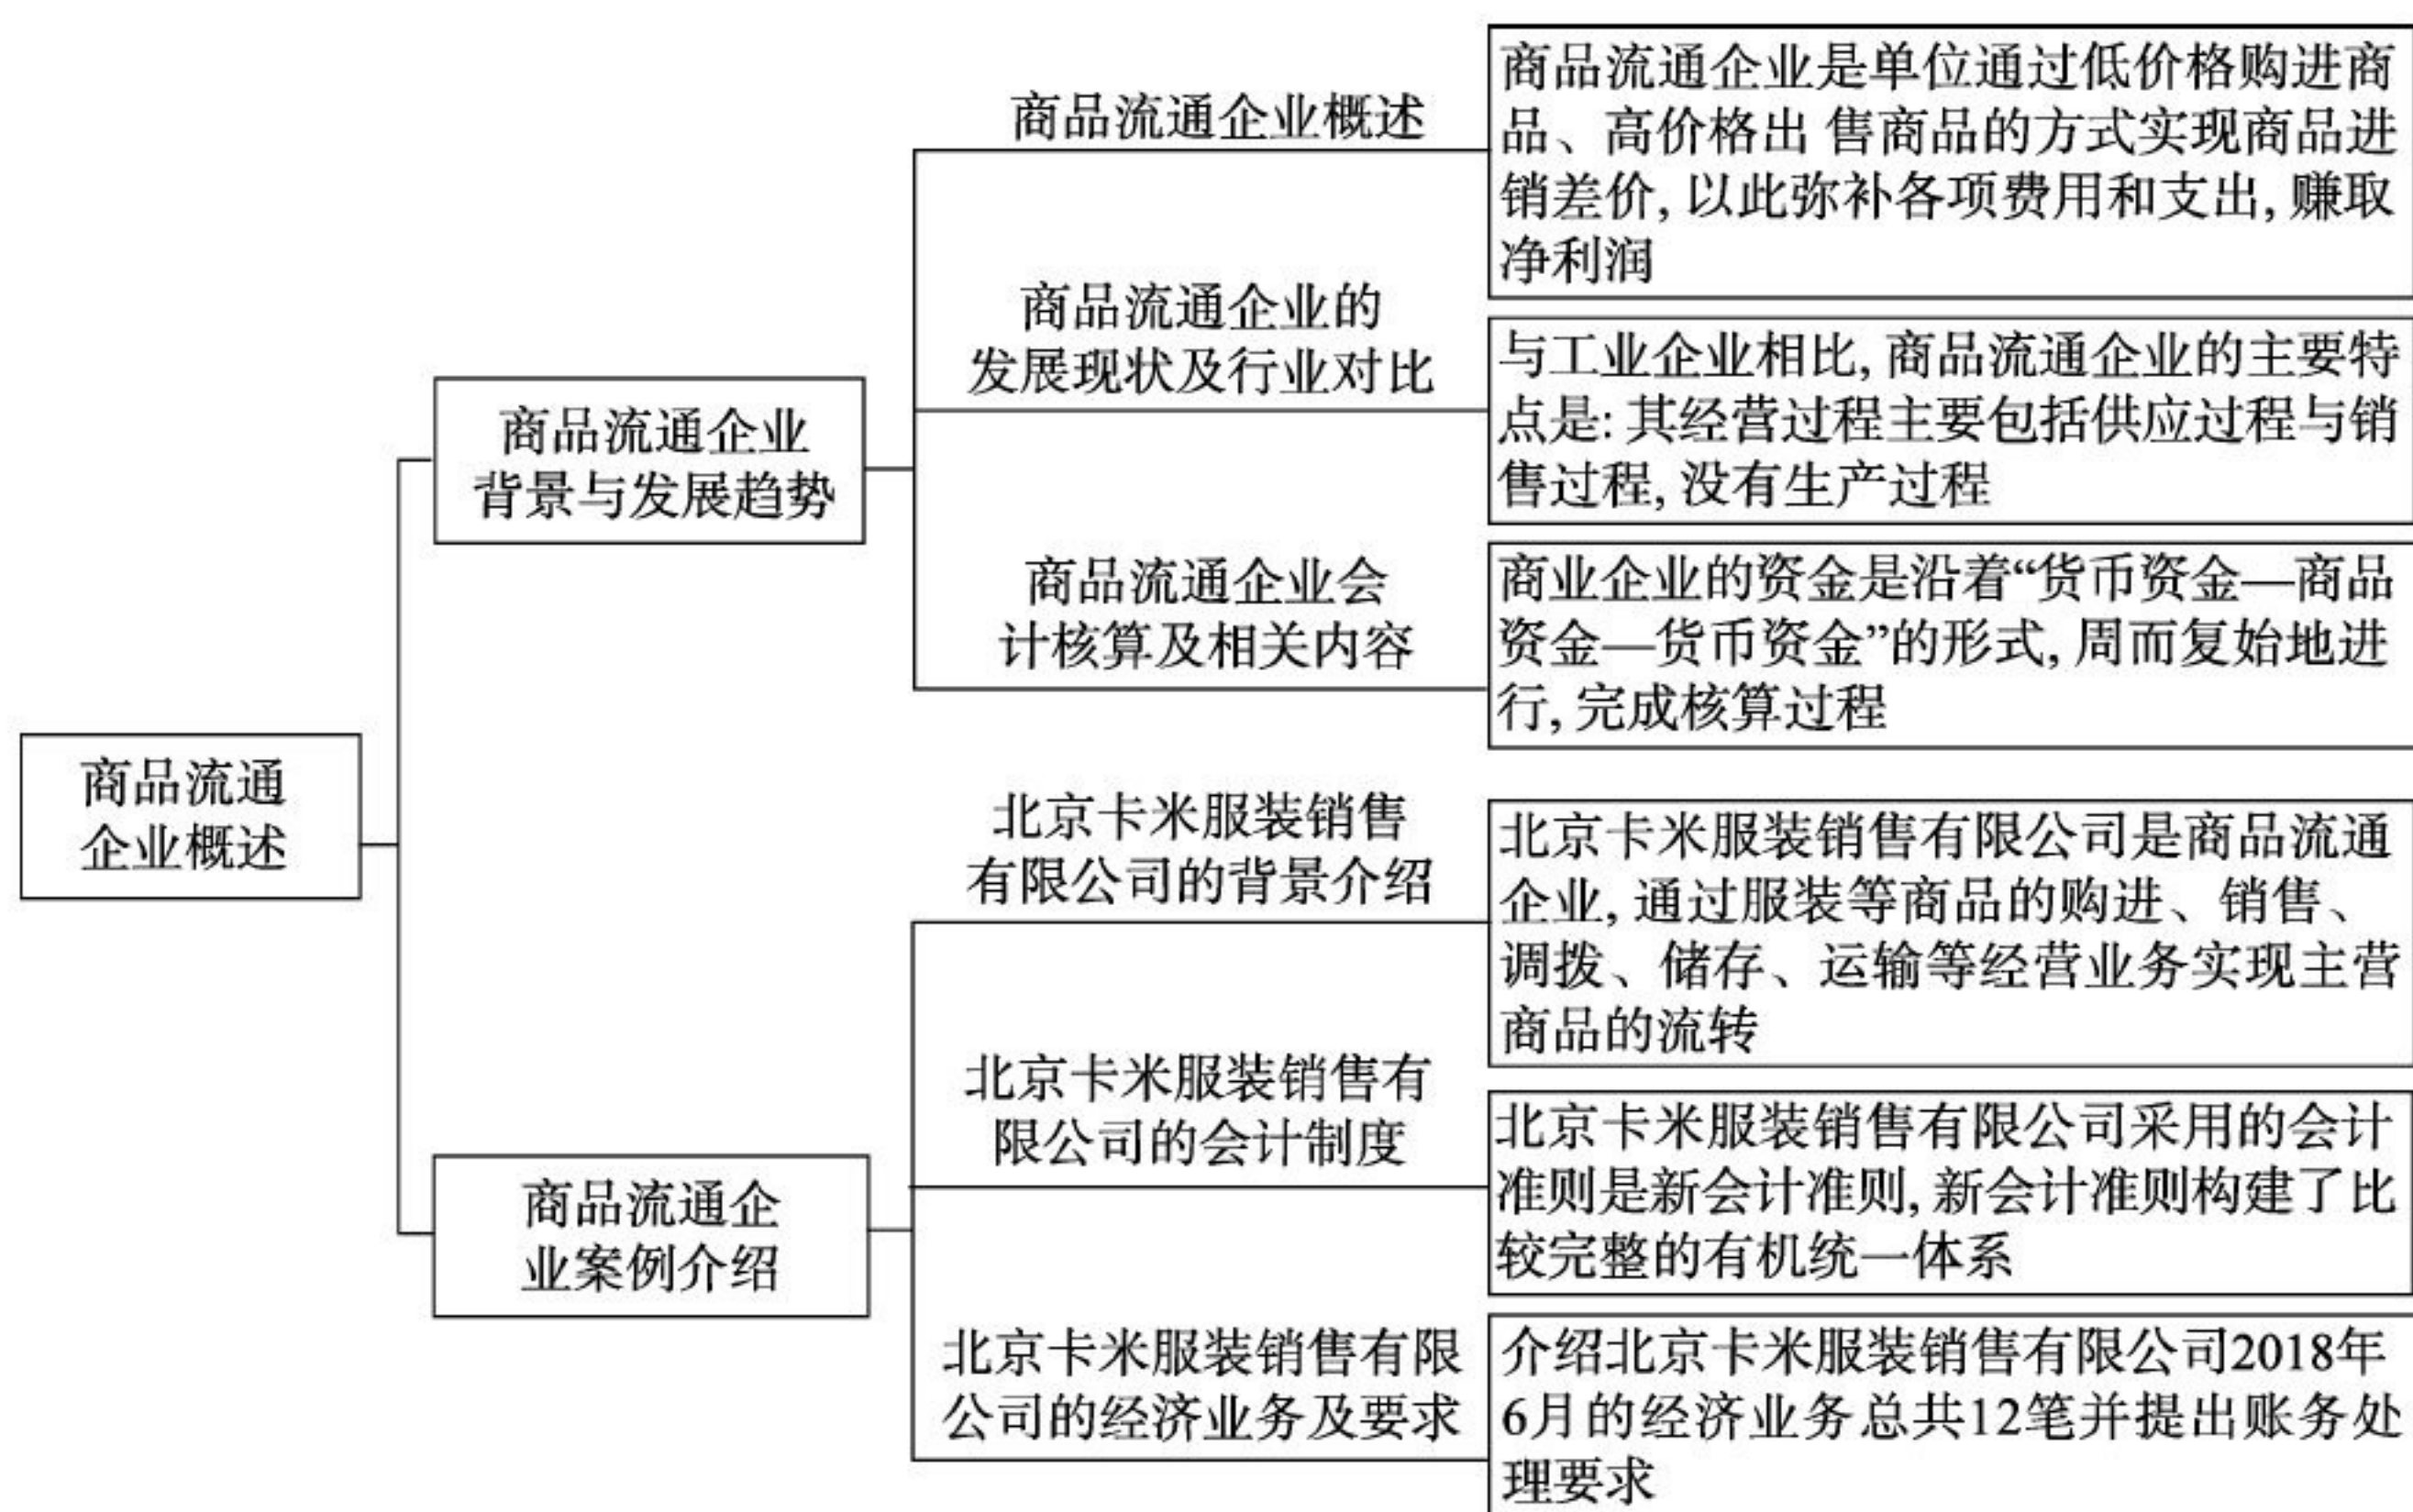 商品流通
企业概述
商品流通企业
背景与发展趋势
商品流通企业概述
商品流通企业是单位通过低价格购进商
品、高价格出 售商品的方式实现商品进
销差价, 以此弥补各项费用和支出, 赚取
净利润
商品流通企业的
发展现状及行业对比
与工业企业相比, 商品流通企业的主要特
点是: 其经营过程主要包括供应过程与销
售过程, 没有生产过程
商品流通企业会
计核算及相关内容
商业企业的资金是沿着“货币资金—商品
资金—货币资金”的形式, 周而复始地进
行, 完成核算过程
商品流通企
业案例介绍
北京卡米服装销售
有限公司的背景介绍
北京卡米服装销售有限公司是商品流通
企业, 通过服装等商品的购进、销售、
调拨、储存、运输等经营业务实现主营
商品的流转
北京卡米服装销售有
限公司的会计制度
北京卡米服装销售有限公司采用的会计
准则是新会计准则, 新会计准则构建了比
较完整的有机统一体系
北京卡米服装销售有限
公司的经济业务及要求
介绍北京卡米服装销售有限公司2018年
6月的经济业务总共12笔并提出账务处
理要求